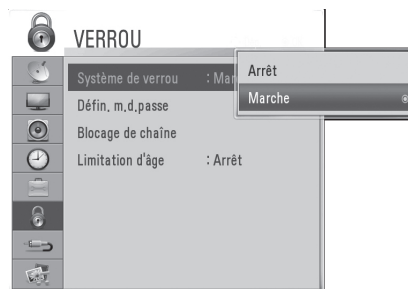 VERROU
Système de verrou : Mar
Arrêt
Marche
Défin. m.d.passe
Blocage de chaîne
Limitation d'âge : Arrêt